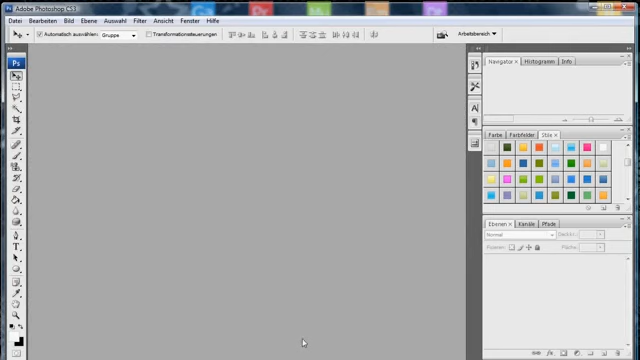 Adobe Photoshop CS3
Datei Bearbeiten Bild Ebene Auswahl Filter Ansicht Fenster Hilfe
Automatisch auswählen: Gruppe Transformationssteuerungen Arbeitsbereich
Ps
Navigator Histogramm Info
Farbe Farbfelder Stile
Ebenen Kanäle Pfade
Normal
Fixieren: Fläche: